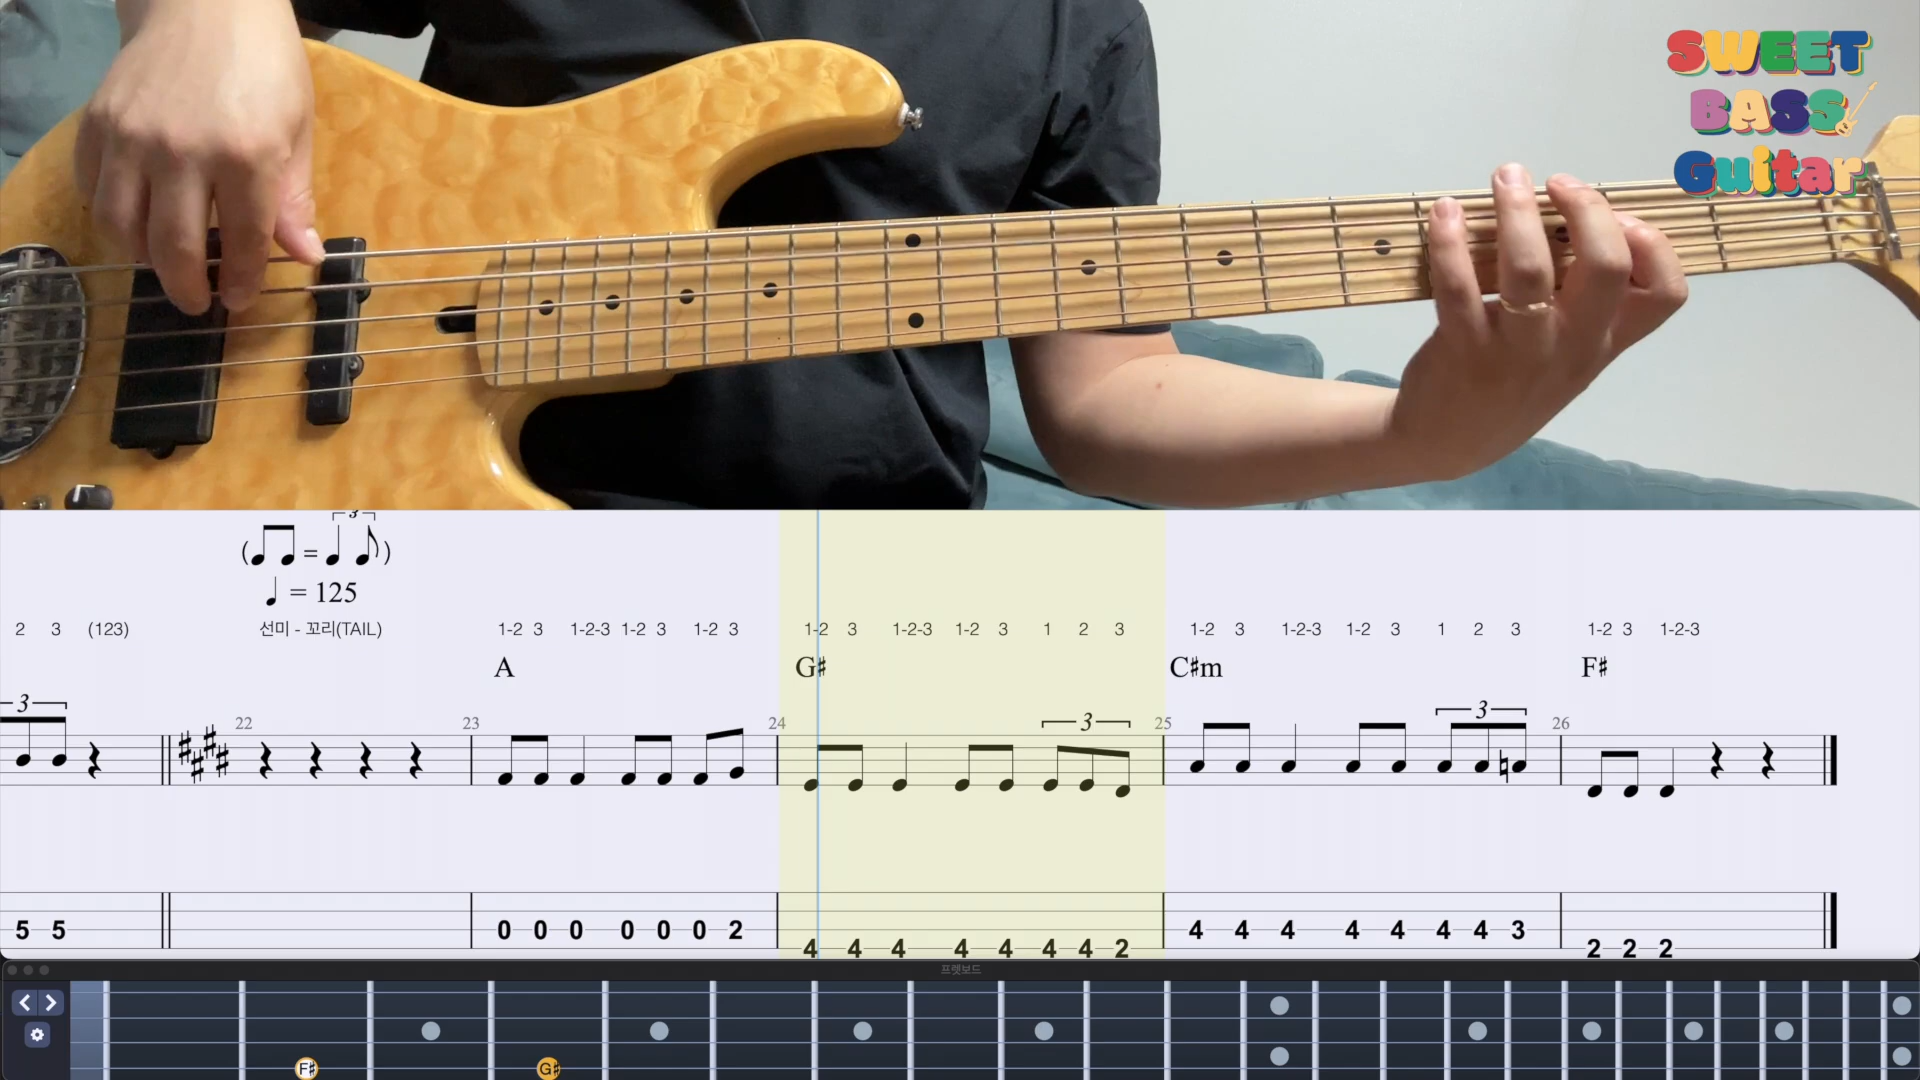 SWEET
BASS
Guitar
3
( = )
= 125
2 3 (123)
선미 - 꼬리(TAIL)
1-2 3 1-2-3 1-2 3 1-2 3
1-2 3 1-2-3 1-2 3 1 2 3
1-2 3 1-2-3 1-2 3 1 2 3
1-2 3 1-2-3
A
G♯
C♯m
F♯
3
3
3
22
23
24
25
26
5 5
0 0 0 0 0 0 2
4 4 4 4 4 4 4 2
4 4 4 4 4 4 4 3
2 2 2
프렛보드
F♯
G♯